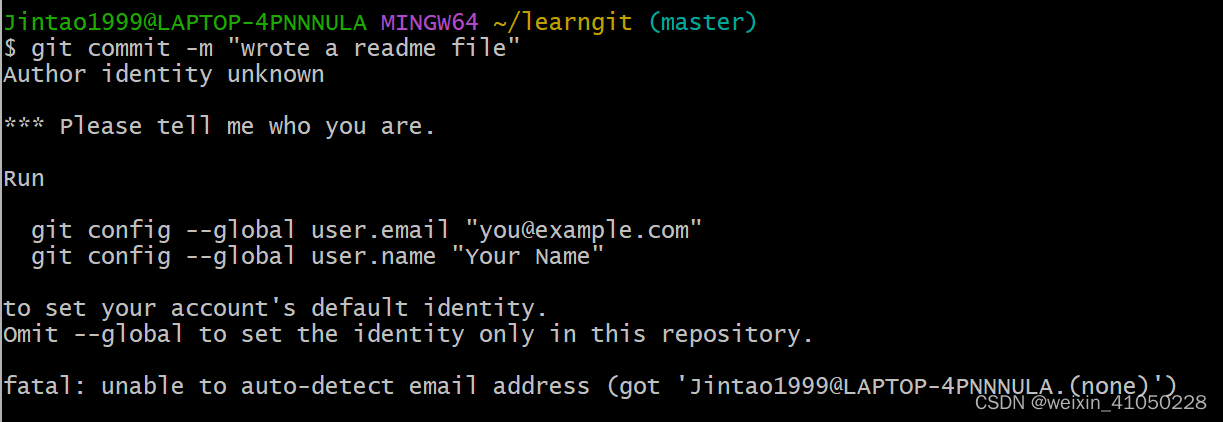 Jintao1999@LAPTOP-4PNNNULA MINGW64 ~/learngit (master)
$ git commit -m "wrote a readme file"
Author identity unknown
*** Please tell me who you are.
Run
git config --global user.email "you@example.com"
git config --global user.name "Your Name"
to set your account's default identity.
Omit --global to set the identity only in this repository.
fatal: unable to auto-detect email address (got 'Jintao1999@LAPTOP-4PNNNULA.(none)')
CSDN @weixin_41050228